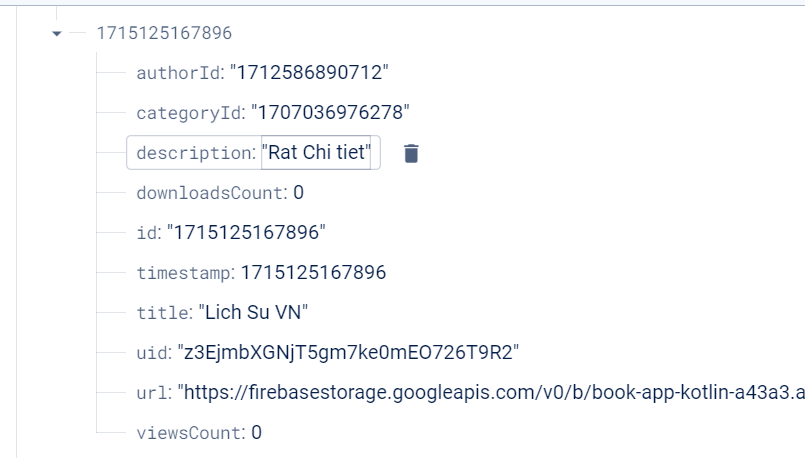 1715125167896
authorId: "1712586890712"
categoryId: "1707036976278"
description: "Rat Chi tiet"
downloadsCount: 0
id: "1715125167896"
timestamp: 1715125167896
title: "Lich Su VN"
uid: "z3EjmbXGNjT5gm7ke0mEO726T9R2"
url: "https://firebasestorage.googleapis.com/v0/b/book-app-kotlin-a43a3.a
viewsCount: 0